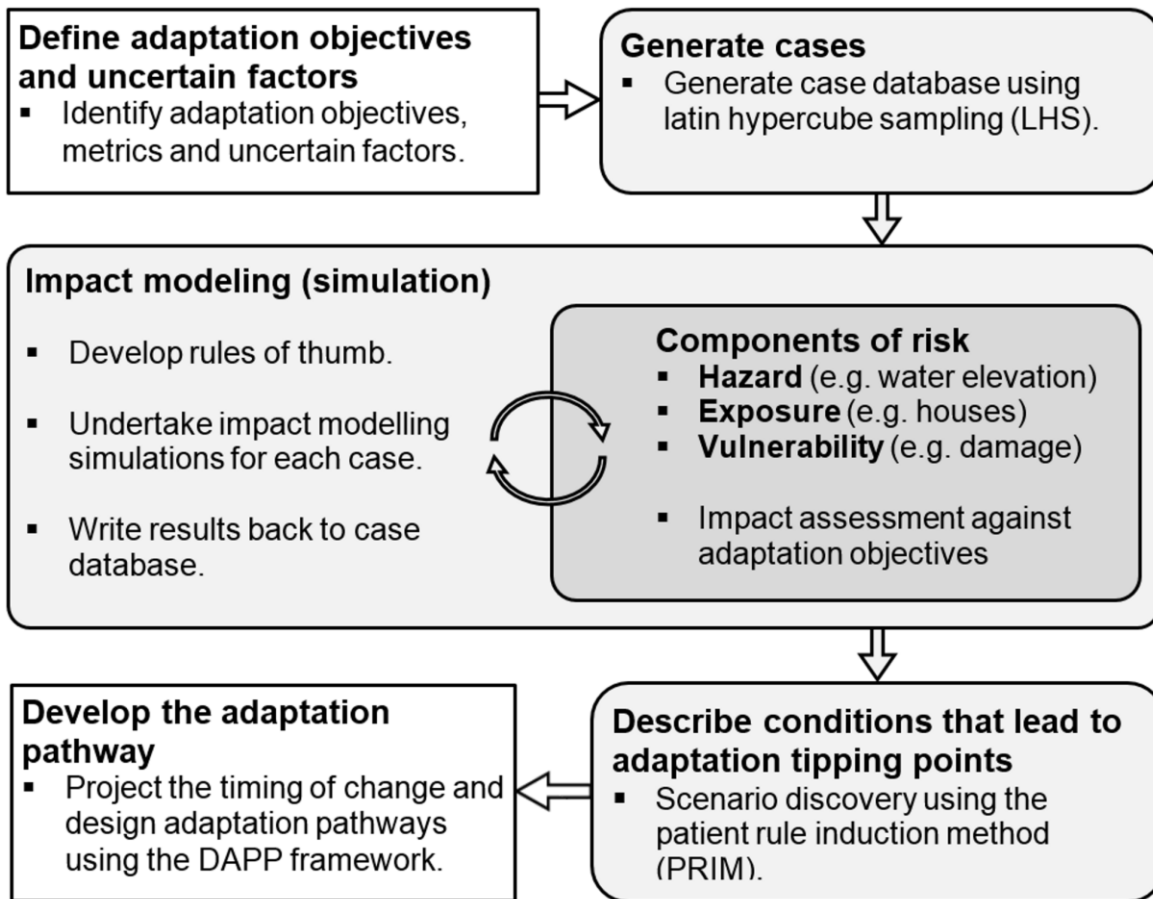 Define adaptation objectives
and uncertain factors
▪ Identify adaptation objectives,
metrics and uncertain factors.
Generate cases
▪ Generate case database using
latin hypercube sampling (LHS).
Impact modeling (simulation)
▪ Develop rules of thumb.
▪ Undertake impact modelling
simulations for each case.
▪ Write results back to case
database.
Components of risk
▪ Hazard (e.g. water elevation)
▪ Exposure (e.g. houses)
▪ Vulnerability (e.g. damage)
▪ Impact assessment against
adaptation objectives
Describe conditions that lead to
adaptation tipping points
▪ Scenario discovery using the
patient rule induction method
(PRIM).
Develop the adaptation
pathway
▪ Project the timing of change and
design adaptation pathways
using the DAPP framework.